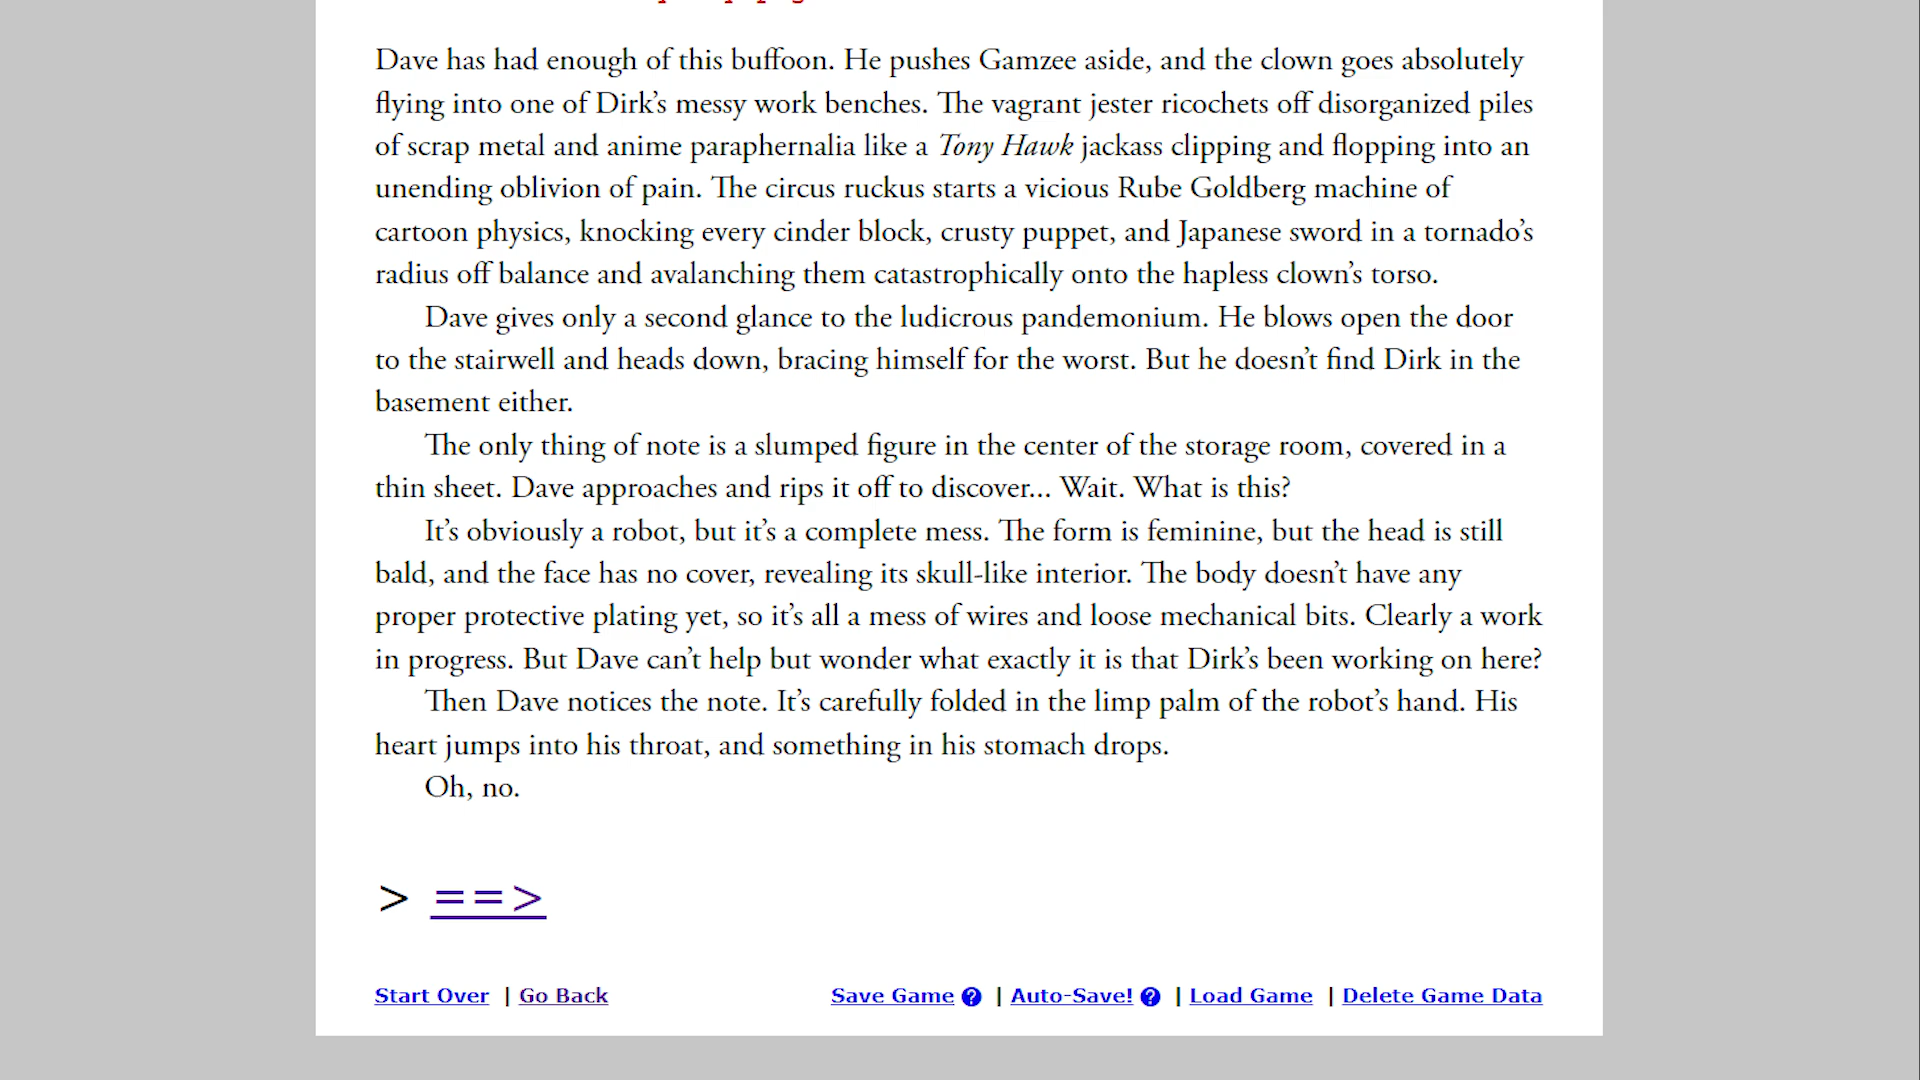 Dave has had enough of this buffoon. He pushes Gamzee aside, and the clown goes absolutely
flying into one of Dirk’s messy work benches. The vagrant jester ricochets off disorganized piles
of scrap metal and anime paraphernalia like a Tony Hawk jackass clipping and flopping into an
unending oblivion of pain. The circus ruckus starts a vicious Rube Goldberg machine of
cartoon physics, knocking every cinder block, crusty puppet, and Japanese sword in a tornado’s
radius off balance and avalanching them catastrophically onto the hapless clown’s torso.
Dave gives only a second glance to the ludicrous pandemonium. He blows open the door
to the stairwell and heads down, bracing himself for the worst. But he doesn’t find Dirk in the
basement either.
The only thing of note is a slumped figure in the center of the storage room, covered in a
thin sheet. Dave approaches and rips it off to discover... Wait. What is this?
It’s obviously a robot, but it’s a complete mess. The form is feminine, but the head is still
bald, and the face has no cover, revealing its skull-like interior. The body doesn’t have any
proper protective plating yet, so it’s all a mess of wires and loose mechanical bits. Clearly a work
in progress. But Dave can’t help but wonder what exactly it is that Dirk’s been working on here?
Then Dave notices the note. It’s carefully folded in the limp palm of the robot’s hand. His
heart jumps into his throat, and something in his stomach drops.
Oh, no.
> ==>
Start Over | Go Back Save Game ? | Auto-Save! ? | Load Game | Delete Game Data